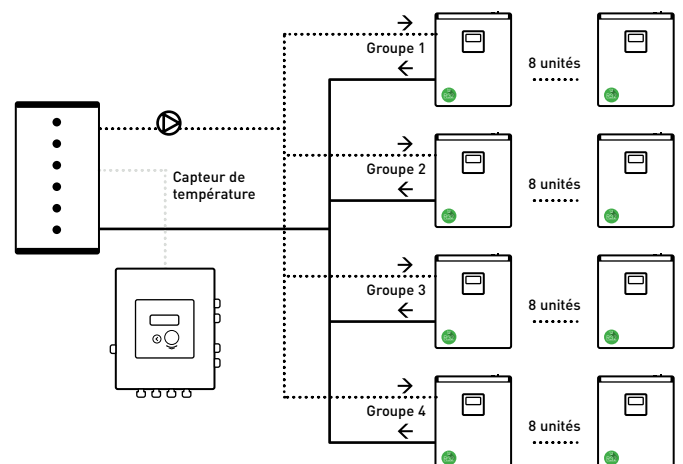 Groupe 1
8 unités
Capteur de
température
Groupe 2
8 unités
Groupe 3
8 unités
Groupe 4
8 unités